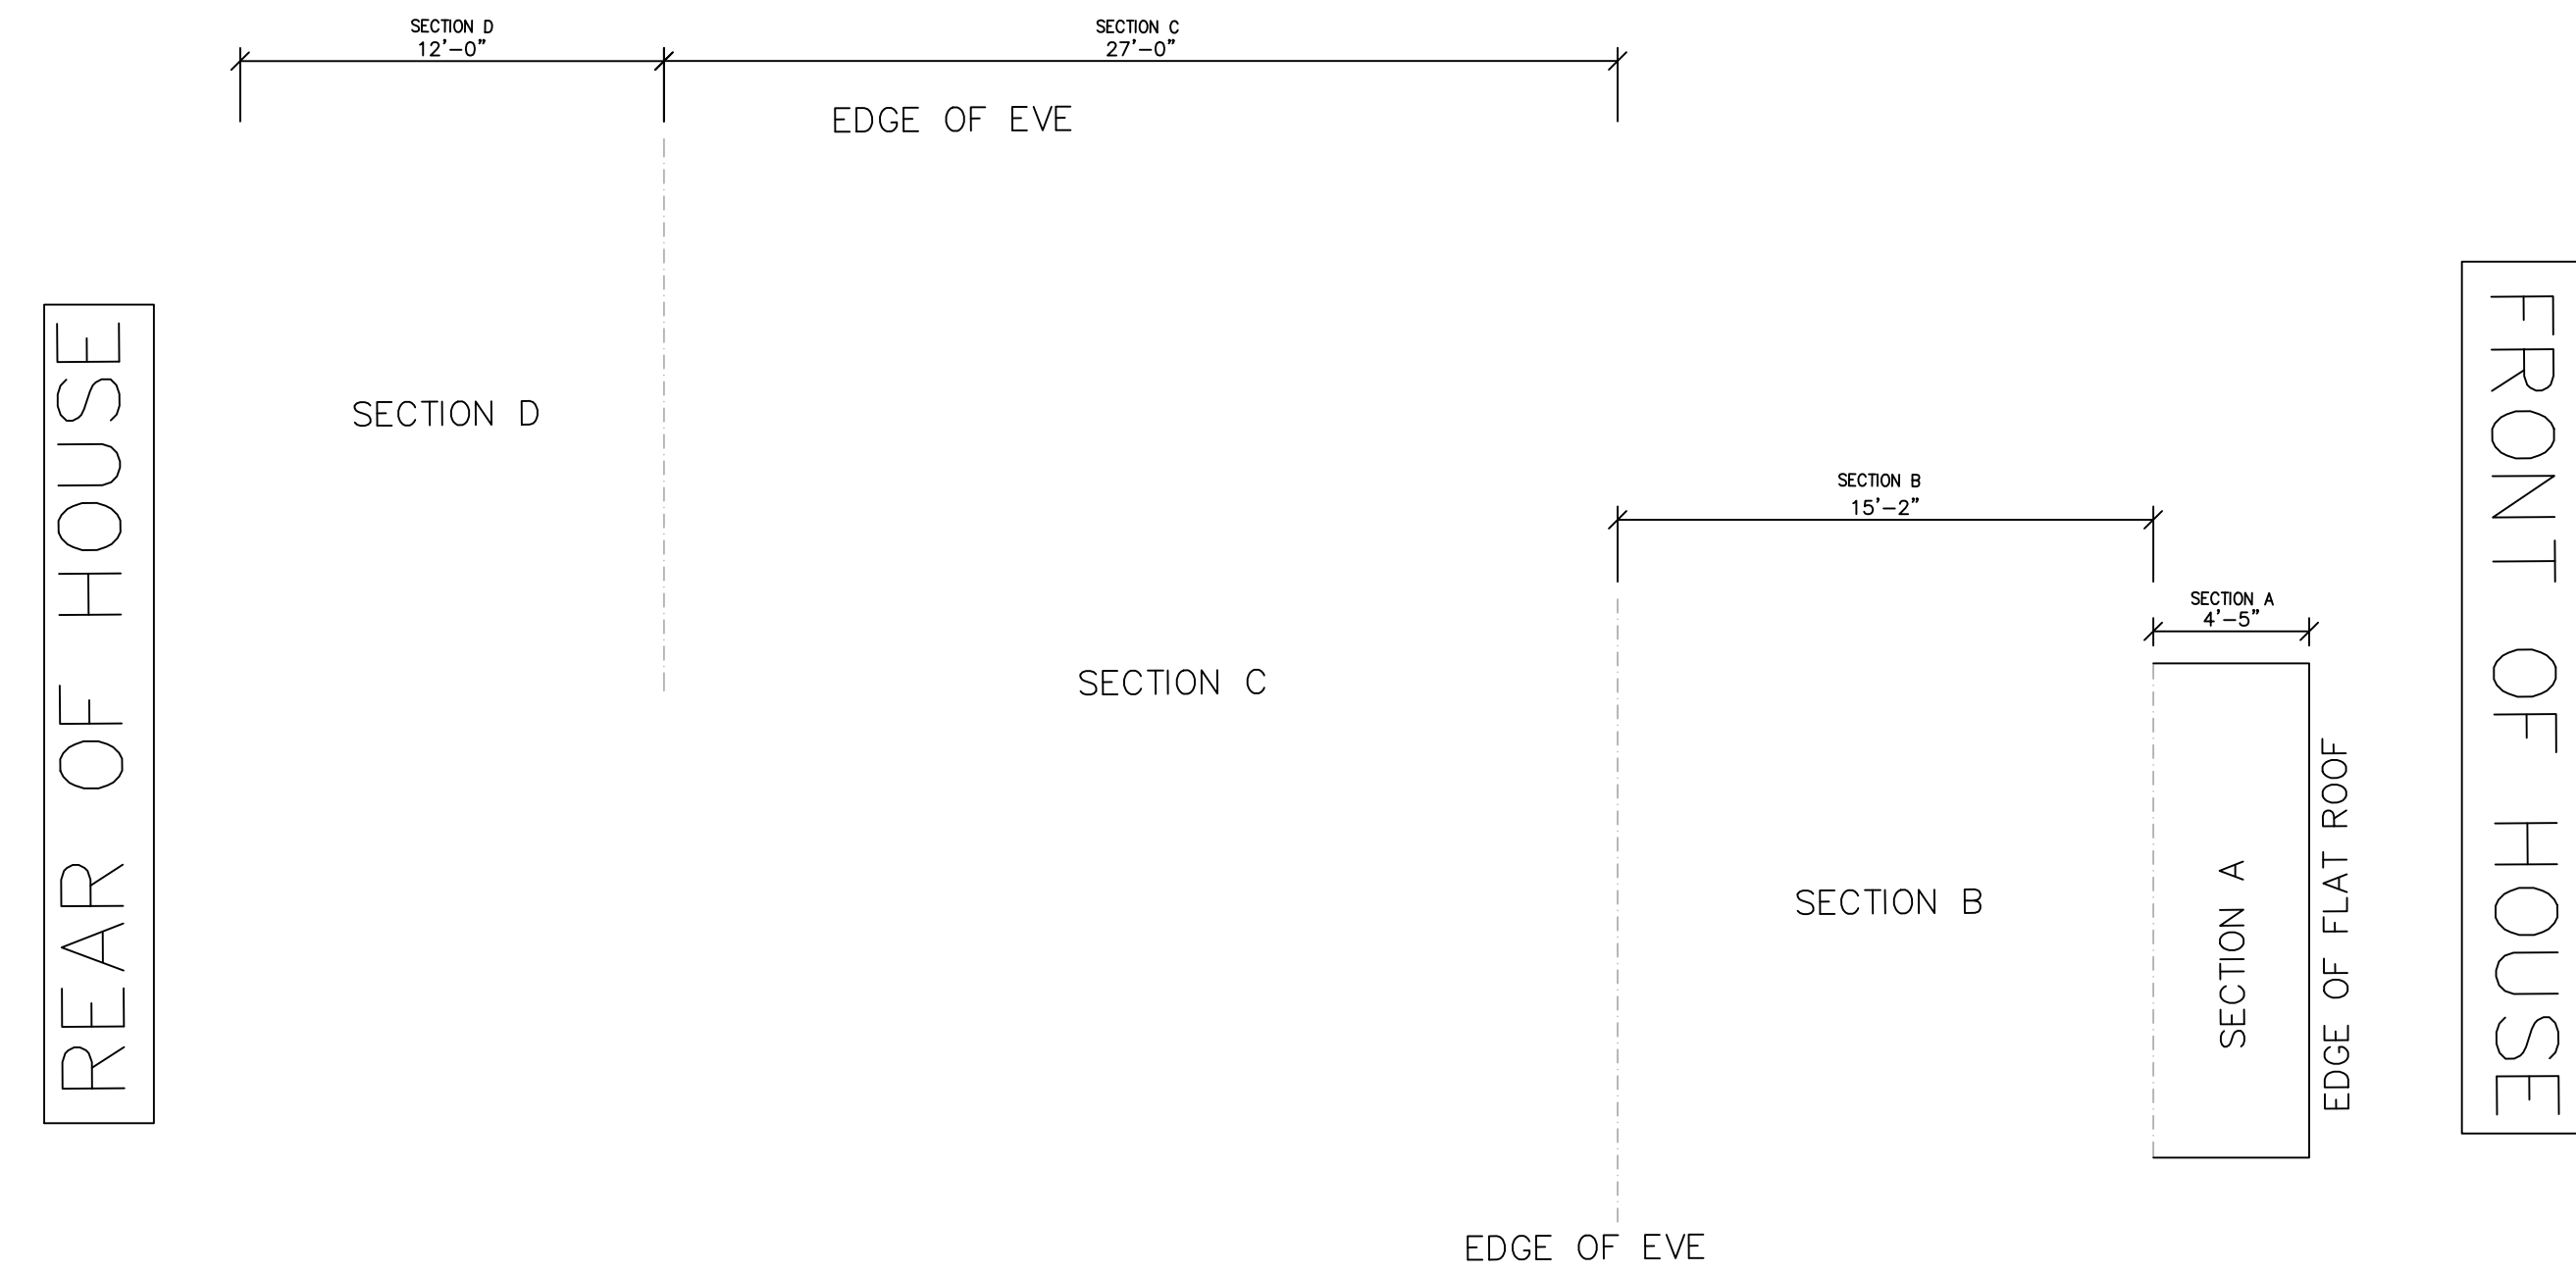 SECTION D
12'-0"
SECTION C
27'-0"
EDGE OF EVE
REAR OF HOUSE
FRONT OF HOUSE
SECTION D
SECTION B
15'-2"
SECTION A
4'-5"
SECTION C
SECTION B
SECTION A
EDGE OF FLAT ROOF
EDGE OF EVE